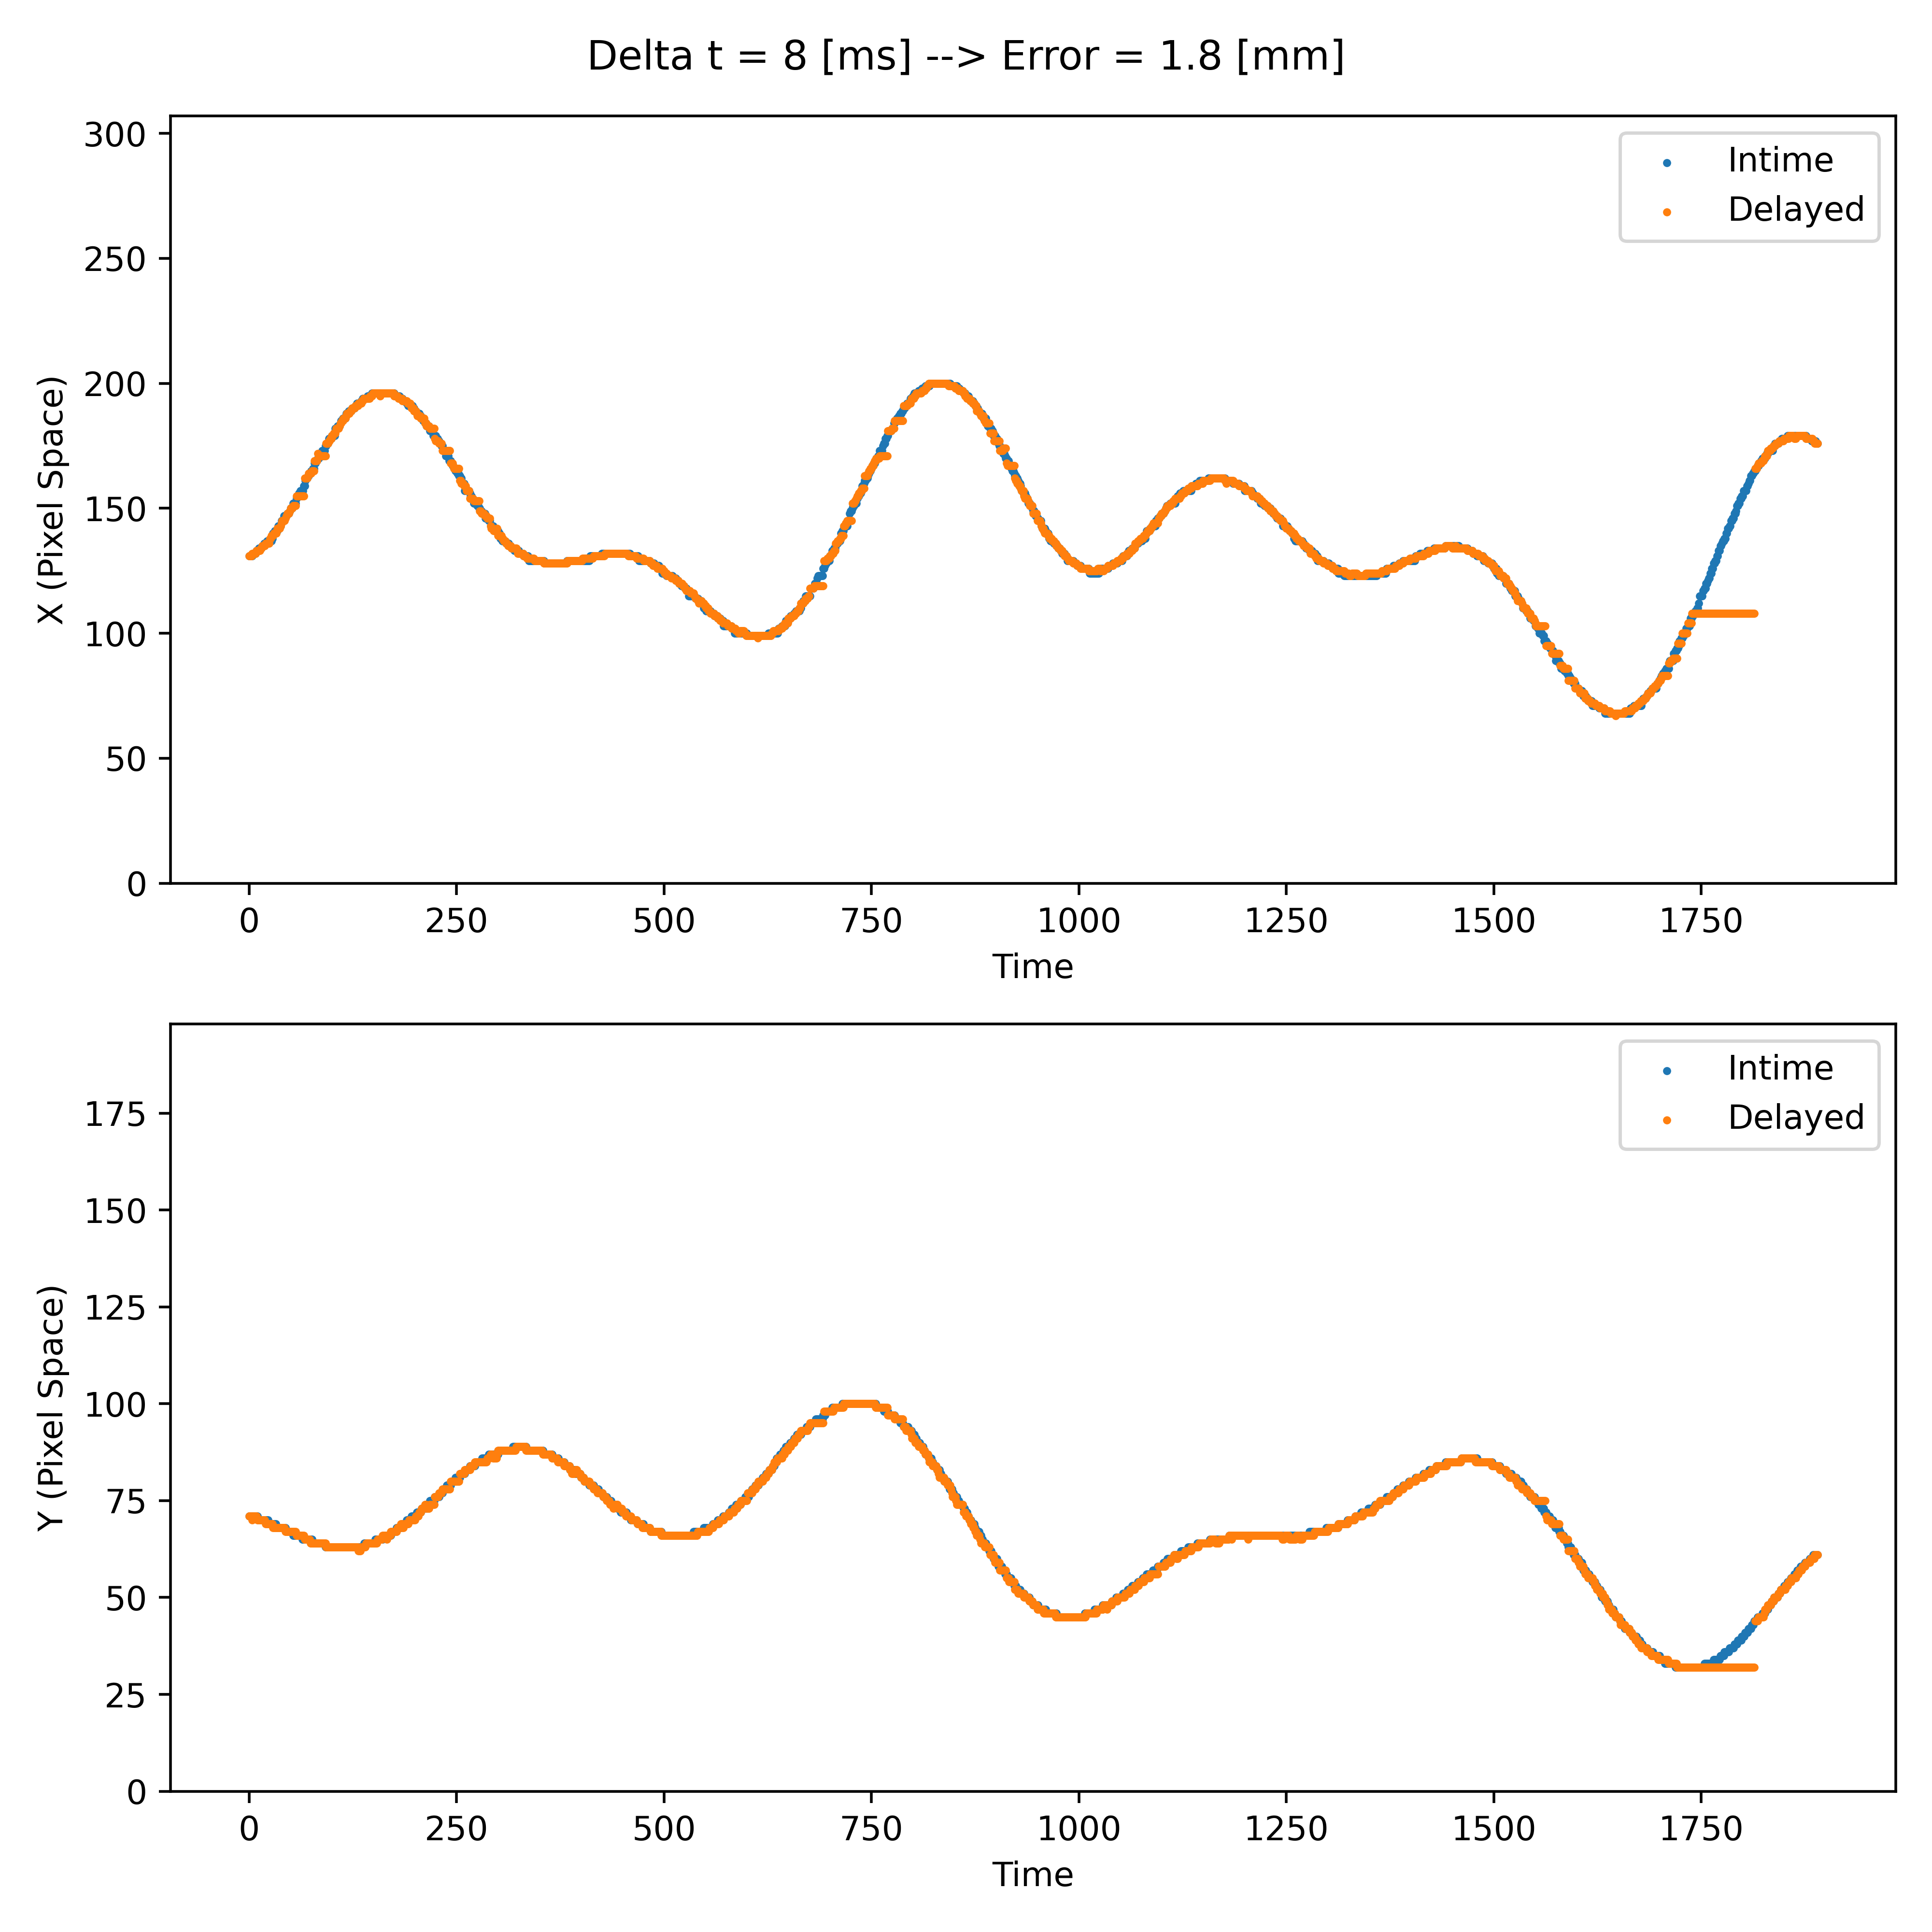 Delta t = 8 [ms] --> Error = 1.8 [mm]
300
250
200
150
100
50
0
X (Pixel Space)
Intime
Delayed
0 250 500 750 1000 1250 1500 1750
Time
175
150
125
100
75
50
25
0
Y (Pixel Space)
Intime
Delayed
0 250 500 750 1000 1250 1500 1750
Time